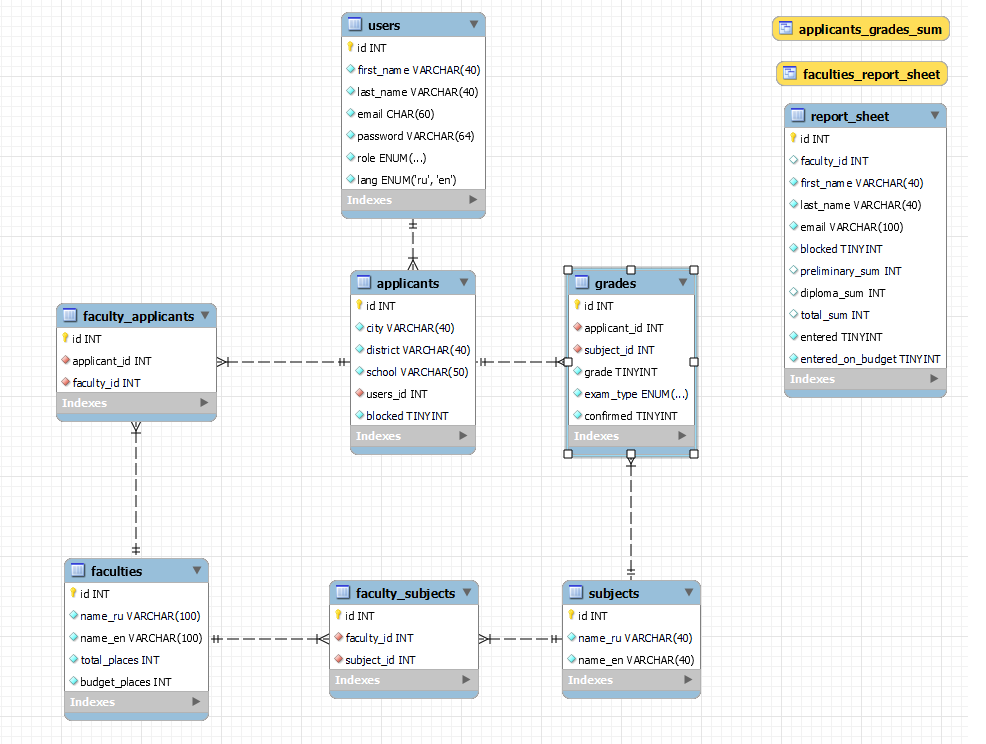 users
id INT
first_name VARCHAR(40)
last_name VARCHAR(40)
email CHAR(60)
password VARCHAR(64)
role ENUM(...)
lang ENUM('ru', 'en')
Indexes
applicants_grades_sum
faculties_report_sheet
report_sheet
id INT
faculty_id INT
first_name VARCHAR(40)
last_name VARCHAR(40)
email VARCHAR(100)
blocked TINYINT
preliminary_sum INT
diploma_sum INT
total_sum INT
entered TINYINT
entered_on_budget TINYINT
Indexes
faculty_applicants
id INT
applicant_id INT
faculty_id INT
Indexes
applicants
id INT
city VARCHAR(40)
district VARCHAR(40)
school VARCHAR(50)
users_id INT
blocked TINYINT
Indexes
grades
id INT
applicant_id INT
subject_id INT
grade TINYINT
exam_type ENUM(...)
confirmed TINYINT
Indexes
faculties
id INT
name_ru VARCHAR(100)
name_en VARCHAR(100)
total_places INT
budget_places INT
Indexes
faculty_subjects
id INT
faculty_id INT
subject_id INT
Indexes
subjects
id INT
name_ru VARCHAR(40)
name_en VARCHAR(40)
Indexes